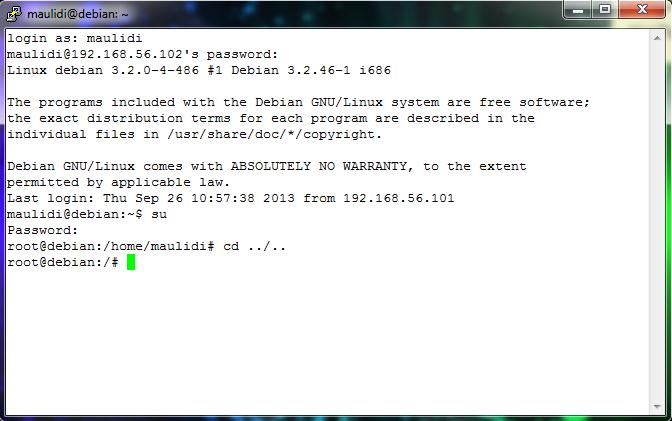 maulidi@debian: ~
login as: maulidi
maulidi@192.168.56.102's password:
Linux debian 3.2.0-4-486 #1 Debian 3.2.46-1 i686
The programs included with the Debian GNU/Linux system are free software;
the exact distribution terms for each program are described in the
individual files in /usr/share/doc/*/copyright.
Debian GNU/Linux comes with ABSOLUTELY NO WARRANTY, to the extent
permitted by applicable law.
Last login: Thu Sep 26 10:57:38 2013 from 192.168.56.101
maulidi@debian:~$ su
Password:
root@debian:/home/maulidi# cd ../..
root@debian:/#